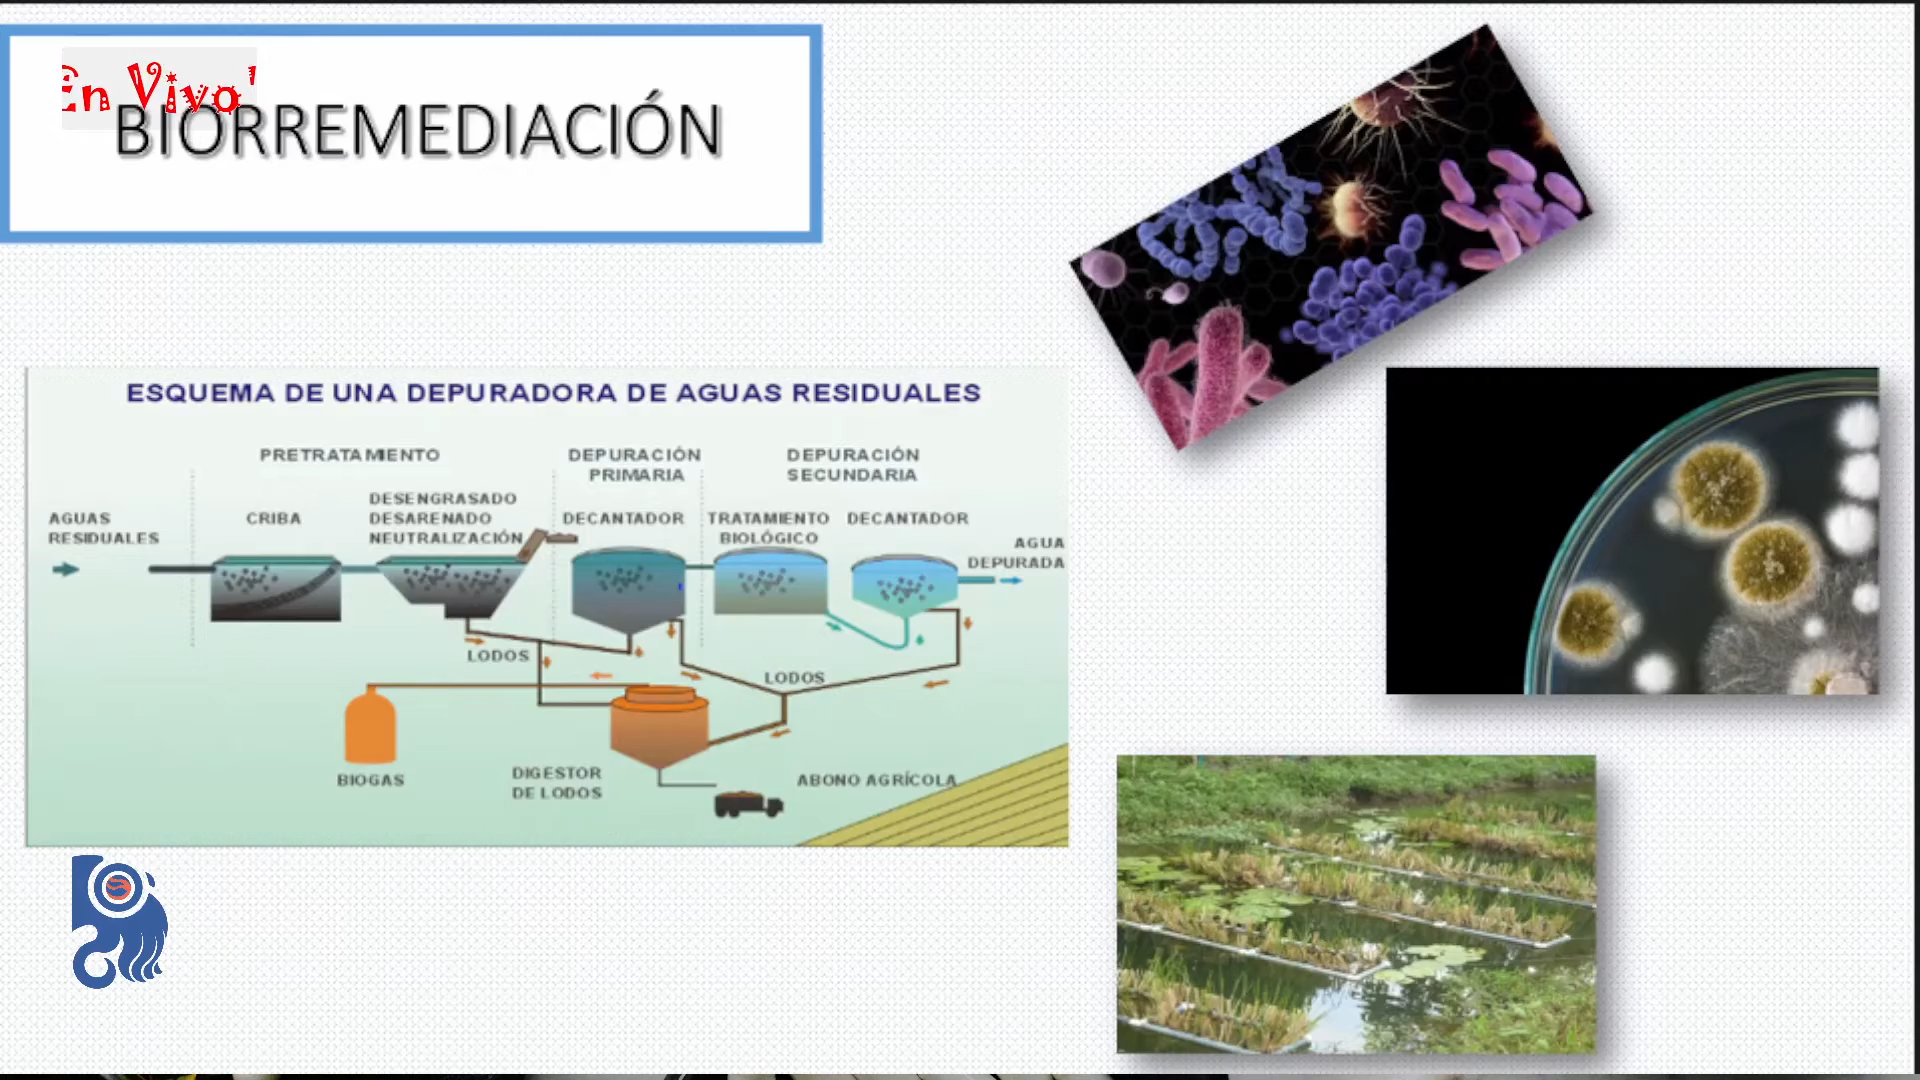 En Vivo!
BIORREMEDIACIÓN
ESQUEMA DE UNA DEPURADORA DE AGUAS RESIDUALES
PRETRATAMIENTO
DEPURACIÓN
PRIMARIA
DEPURACIÓN
SECUNDARIA
AGUAS
RESIDUALES
CRIBA
DESENGRASADO
DESARENADO
NEUTRALIZACIÓN
DECANTADOR
TRATAMIENTO
BIOLÓGICO
DECANTADOR
AGUA
DEPURADA
LODOS
LODOS
BIOGAS
DIGESTOR
DE LODOS
ABONO AGRÍCOLA